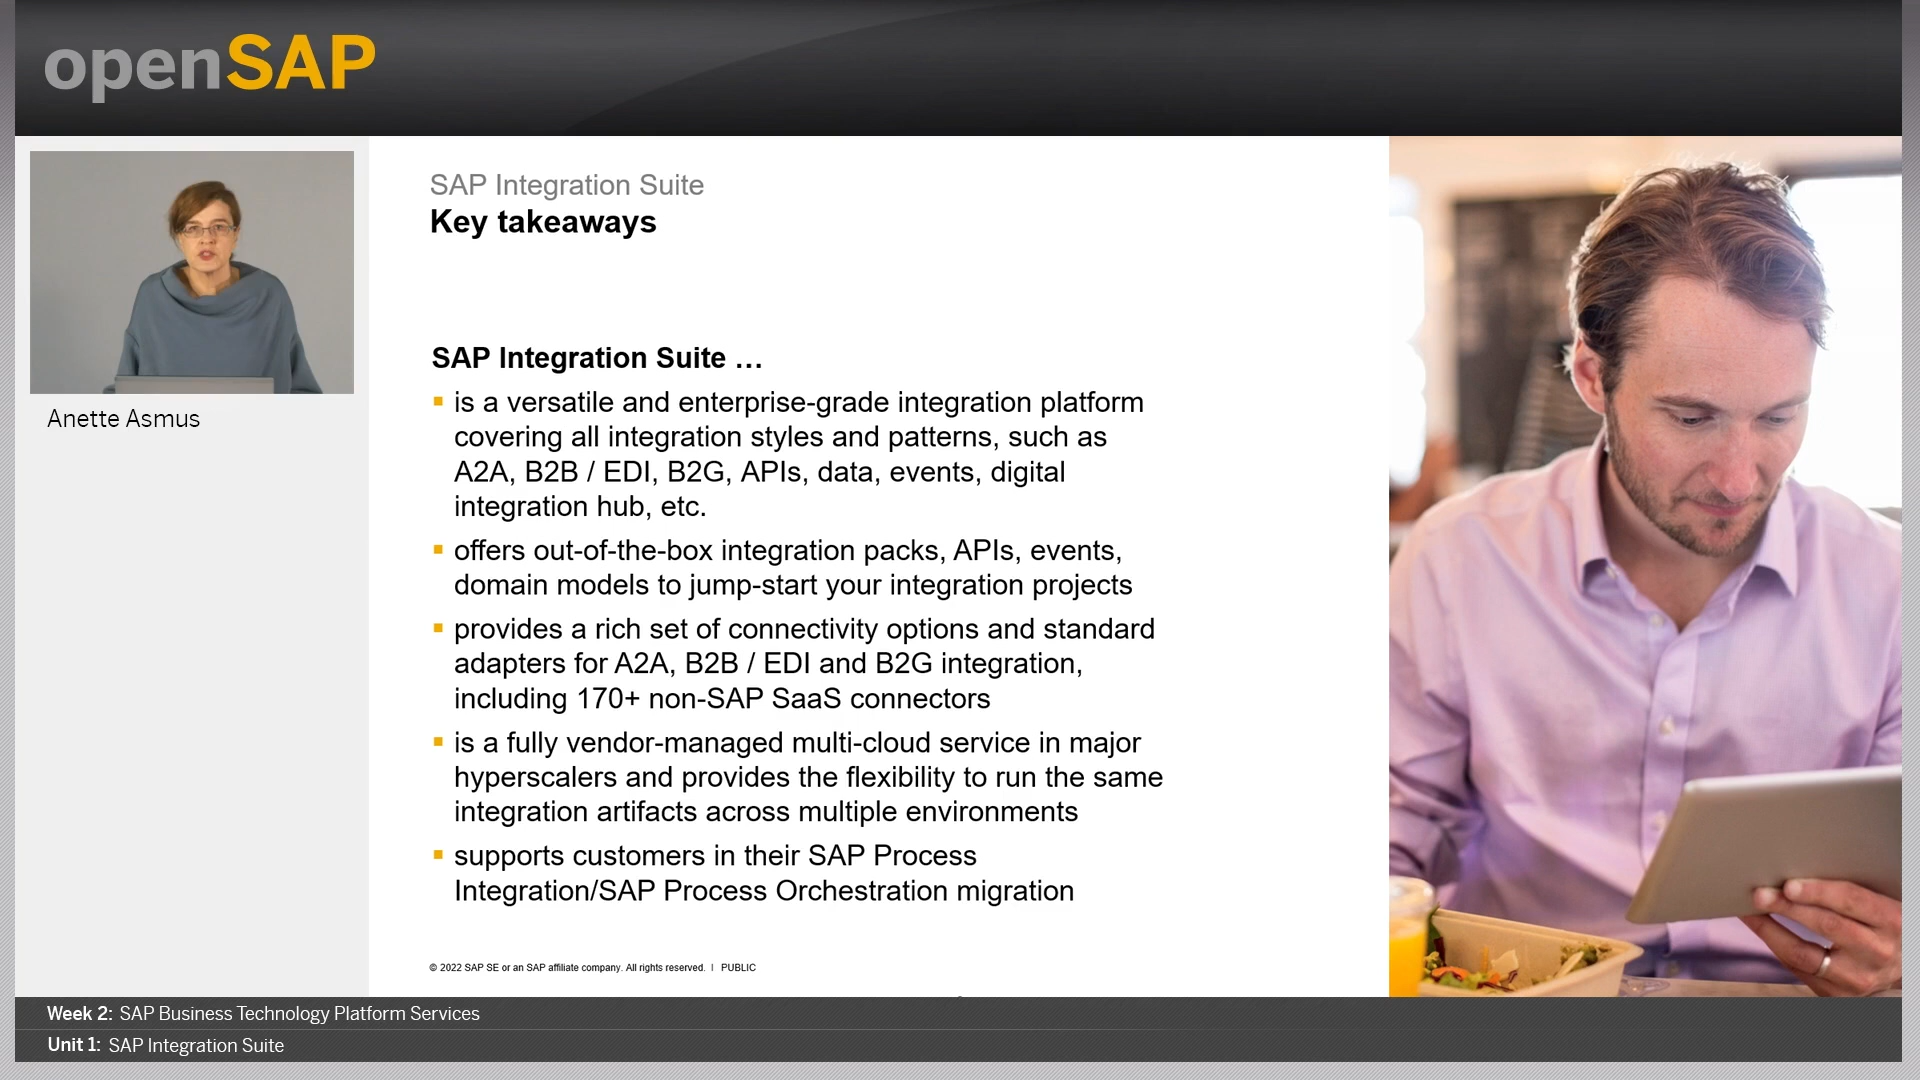 openSAP
Anette Asmus
SAP Integration Suite
Key takeaways
SAP Integration Suite …
▪ is a versatile and enterprise-grade integration platform
covering all integration styles and patterns, such as
A2A, B2B / EDI, B2G, APIs, data, events, digital
integration hub, etc.
▪ offers out-of-the-box integration packs, APIs, events,
domain models to jump-start your integration projects
▪ provides a rich set of connectivity options and standard
adapters for A2A, B2B / EDI and B2G integration,
including 170+ non-SAP SaaS connectors
▪ is a fully vendor-managed multi-cloud service in major
hyperscalers and provides the flexibility to run the same
integration artifacts across multiple environments
▪ supports customers in their SAP Process
Integration/SAP Process Orchestration migration
© 2022 SAP SE or an SAP affiliate company. All rights reserved. I PUBLIC
Week 2: SAP Business Technology Platform Services
Unit 1: SAP Integration Suite